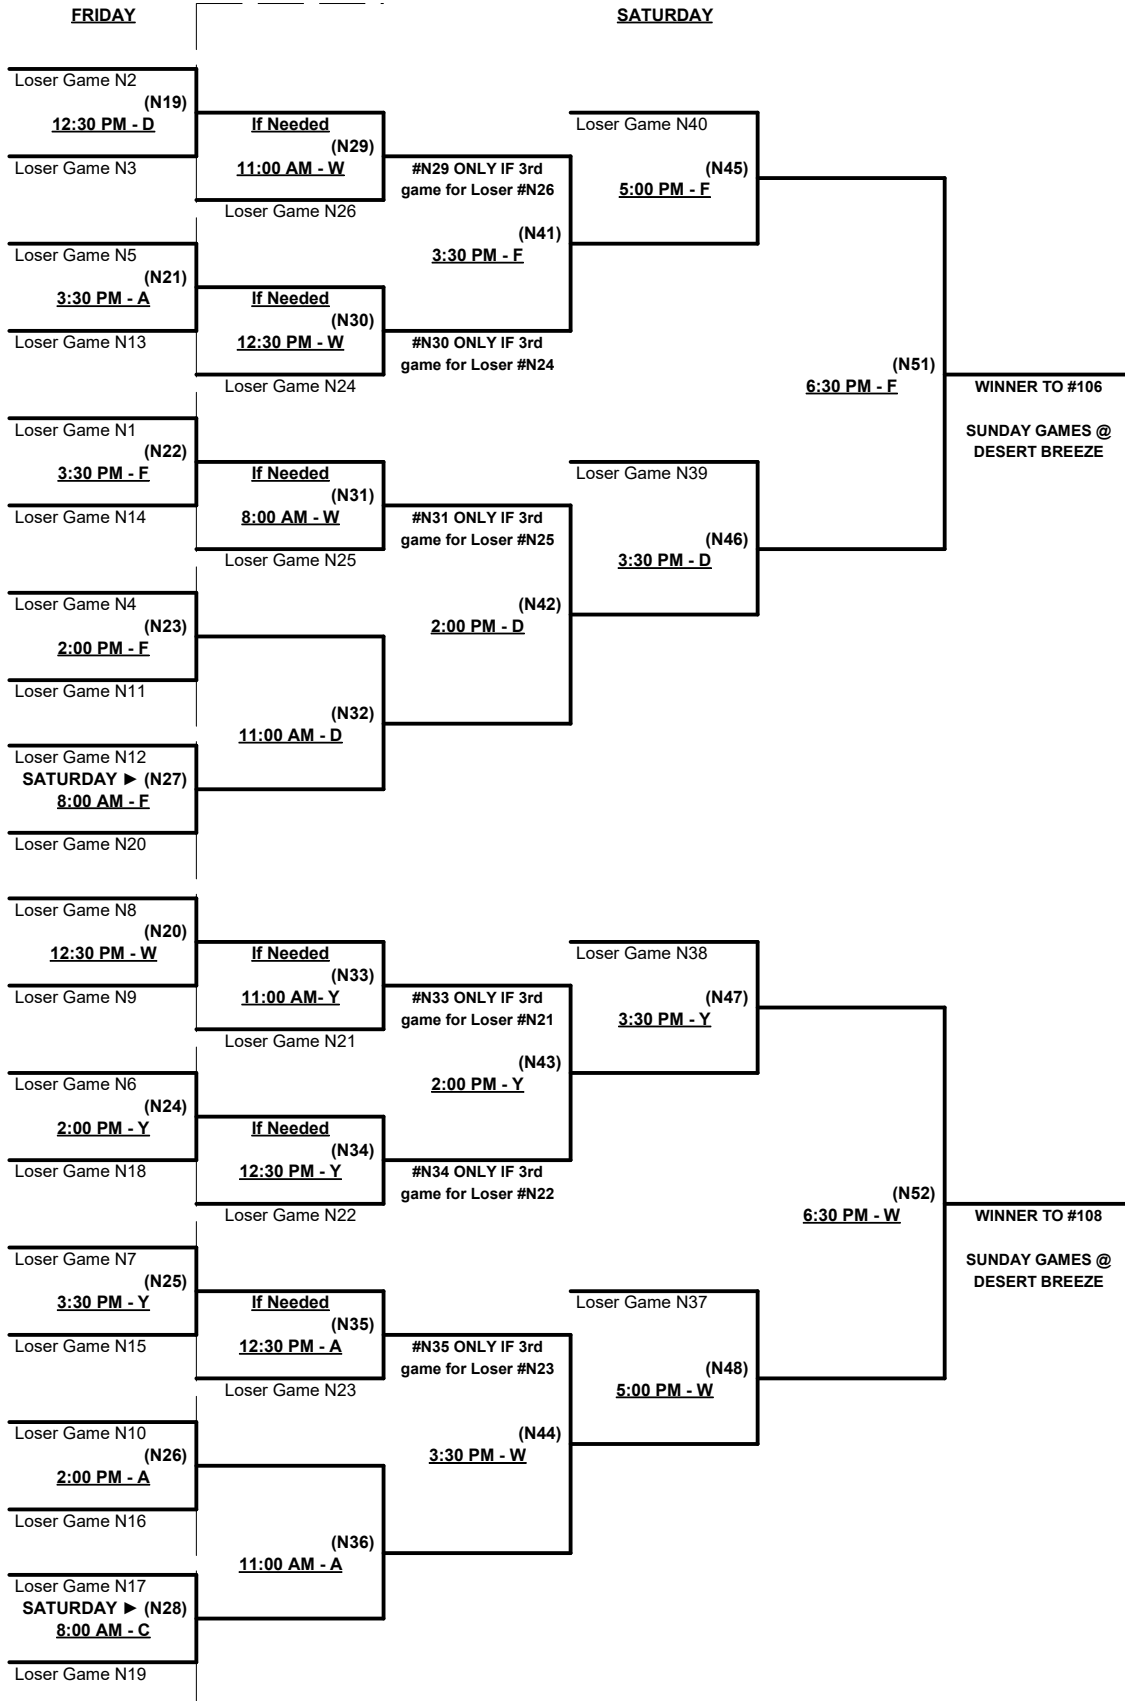 FRIDAY
SATURDAY
Loser Game N2
(N19)
12:30 PM - D
Loser Game N3
If Needed
(N29)
11:00 AM - W
Loser Game N26
#N29 ONLY IF 3rd
game for Loser #N26
(N41)
3:30 PM - F
Loser Game N40
(N45)
5:00 PM - F
Loser Game N5
(N21)
3:30 PM - A
Loser Game N13
If Needed
(N30)
12:30 PM - W
Loser Game N24
#N30 ONLY IF 3rd
game for Loser #N24
(N51)
6:30 PM - F
WINNER TO #106
SUNDAY GAMES @
DESERT BREEZE
Loser Game N1
(N22)
3:30 PM - F
Loser Game N14
If Needed
(N31)
8:00 AM - W
Loser Game N25
#N31 ONLY IF 3rd
game for Loser #N25
(N42)
2:00 PM - D
Loser Game N39
(N46)
3:30 PM - D
Loser Game N4
(N23)
2:00 PM - F
Loser Game N11
(N32)
11:00 AM - D
Loser Game N12
SATURDAY ► (N27)
8:00 AM - F
Loser Game N20
Loser Game N8
(N20)
12:30 PM - W
Loser Game N9
If Needed
(N33)
11:00 AM- Y
Loser Game N21
#N33 ONLY IF 3rd
game for Loser #N21
(N43)
2:00 PM - Y
Loser Game N38
(N47)
3:30 PM - Y
Loser Game N6
(N24)
2:00 PM - Y
Loser Game N18
If Needed
(N34)
12:30 PM - Y
Loser Game N22
#N34 ONLY IF 3rd
game for Loser #N22
(N52)
6:30 PM - W
WINNER TO #108
SUNDAY GAMES @
DESERT BREEZE
Loser Game N7
(N25)
3:30 PM - Y
Loser Game N15
If Needed
(N35)
12:30 PM - A
Loser Game N23
#N35 ONLY IF 3rd
game for Loser #N23
(N44)
3:30 PM - W
Loser Game N37
(N48)
5:00 PM - W
Loser Game N10
(N26)
2:00 PM - A
Loser Game N16
(N36)
11:00 AM - A
Loser Game N17
SATURDAY ► (N28)
8:00 AM - C
Loser Game N19